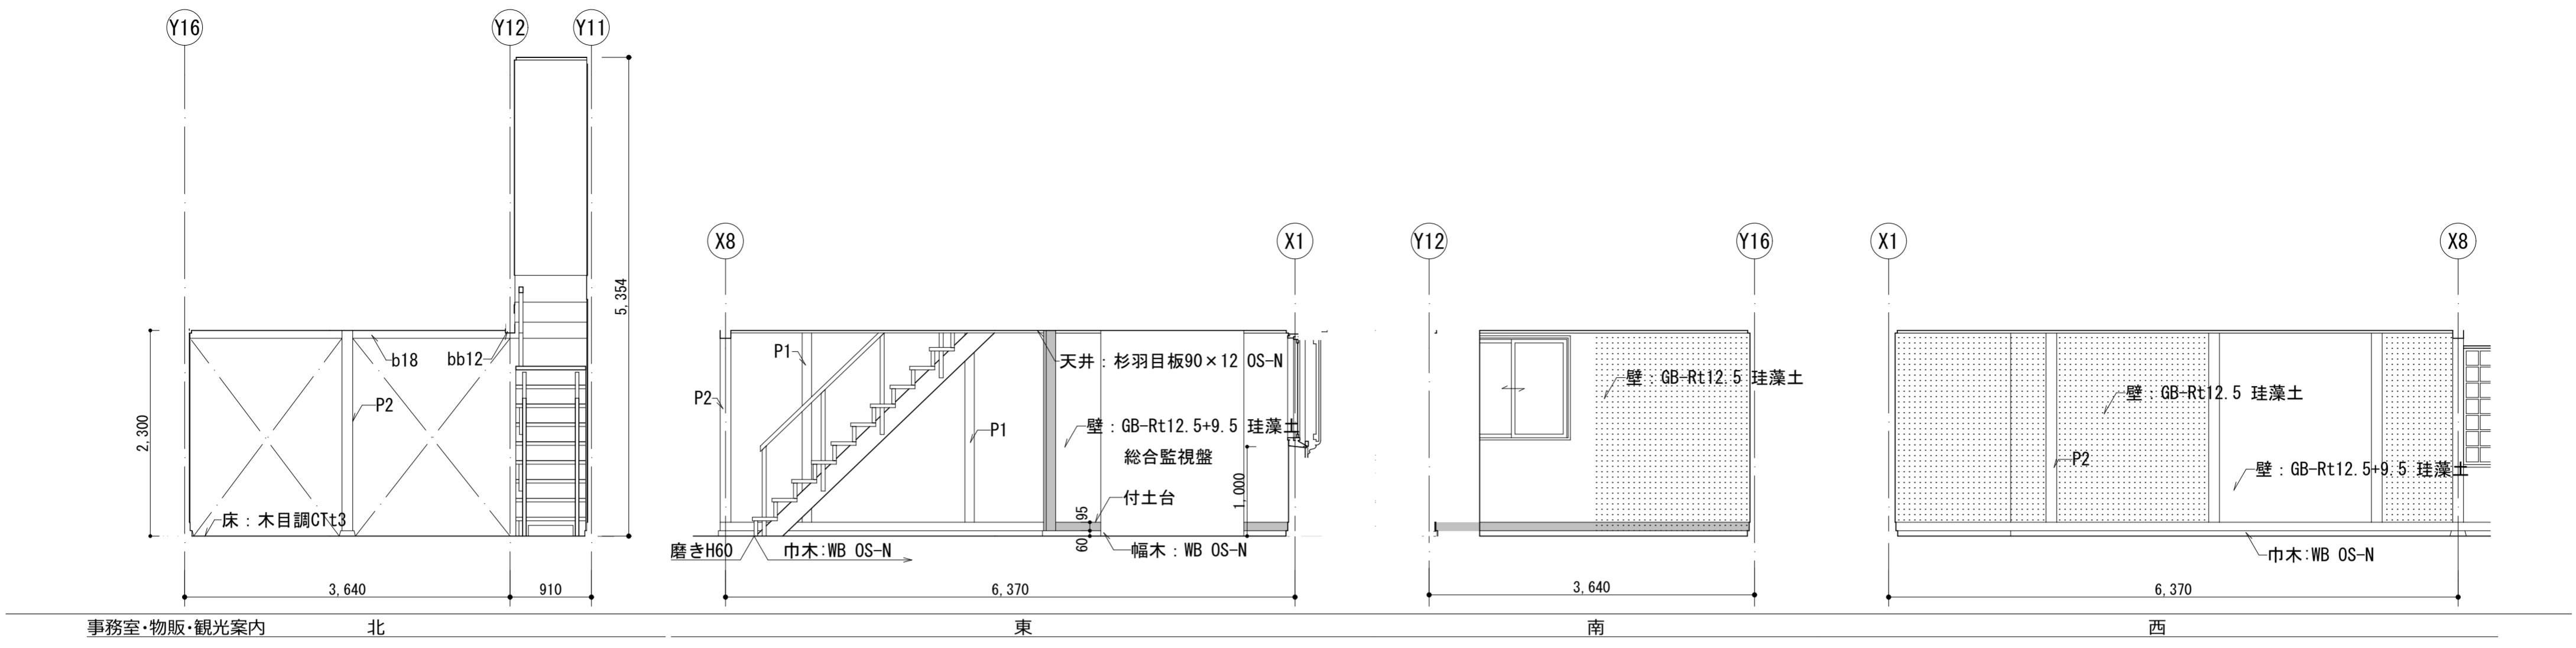 Y16
Y12
Y11
5,354
2,300
b18
bb12
P2
床：木目調CTt3
3,640
910
事務室･物販･観光案内
北
X8
X1
P1
P2
P1
天井：杉羽目板90×12 OS-N
壁：GB-Rt12.5+9.5 珪藻土
総合監視盤
付土台
1,000
95
60
磨きH60
巾木:WB OS-N
幅木：WB OS-N
6,370
東
Y12
Y16
壁：GB-Rt12.5 珪藻土
3,640
南
X1
X8
壁：GB-Rt12.5 珪藻土
P2
壁：GB-Rt12.5+9.5 珪藻土
巾木:WB OS-N
6,370
西